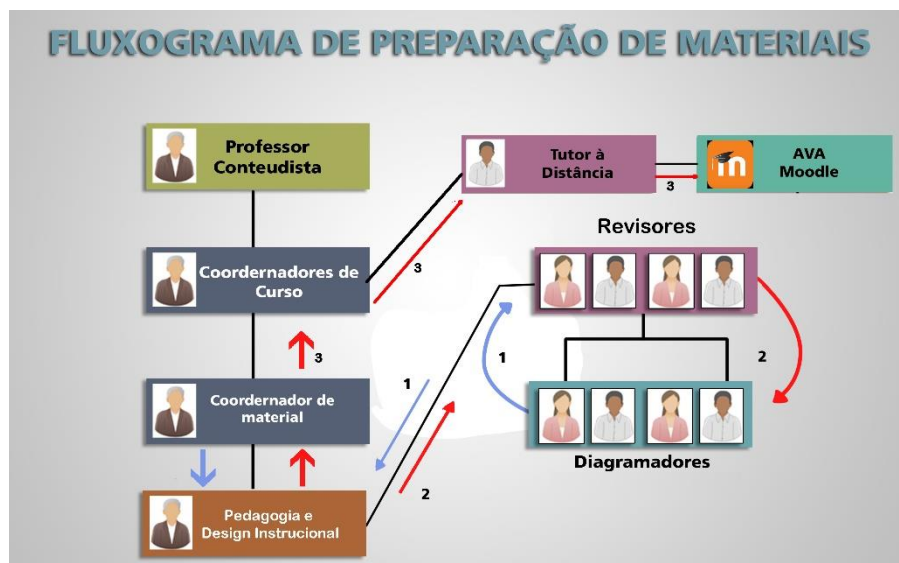 FLUXOGRAMA DE PREPARAÇÃO DE MATERIAIS
Professor
Conteudista
Tutor à
Distância
3
AVA
Moodle
m
Revisores
Coordernadores de
Curso
3
3
1
2
1
2
Coordernador de
material
Diagramadores
Pedagogia e
Design Instrucional